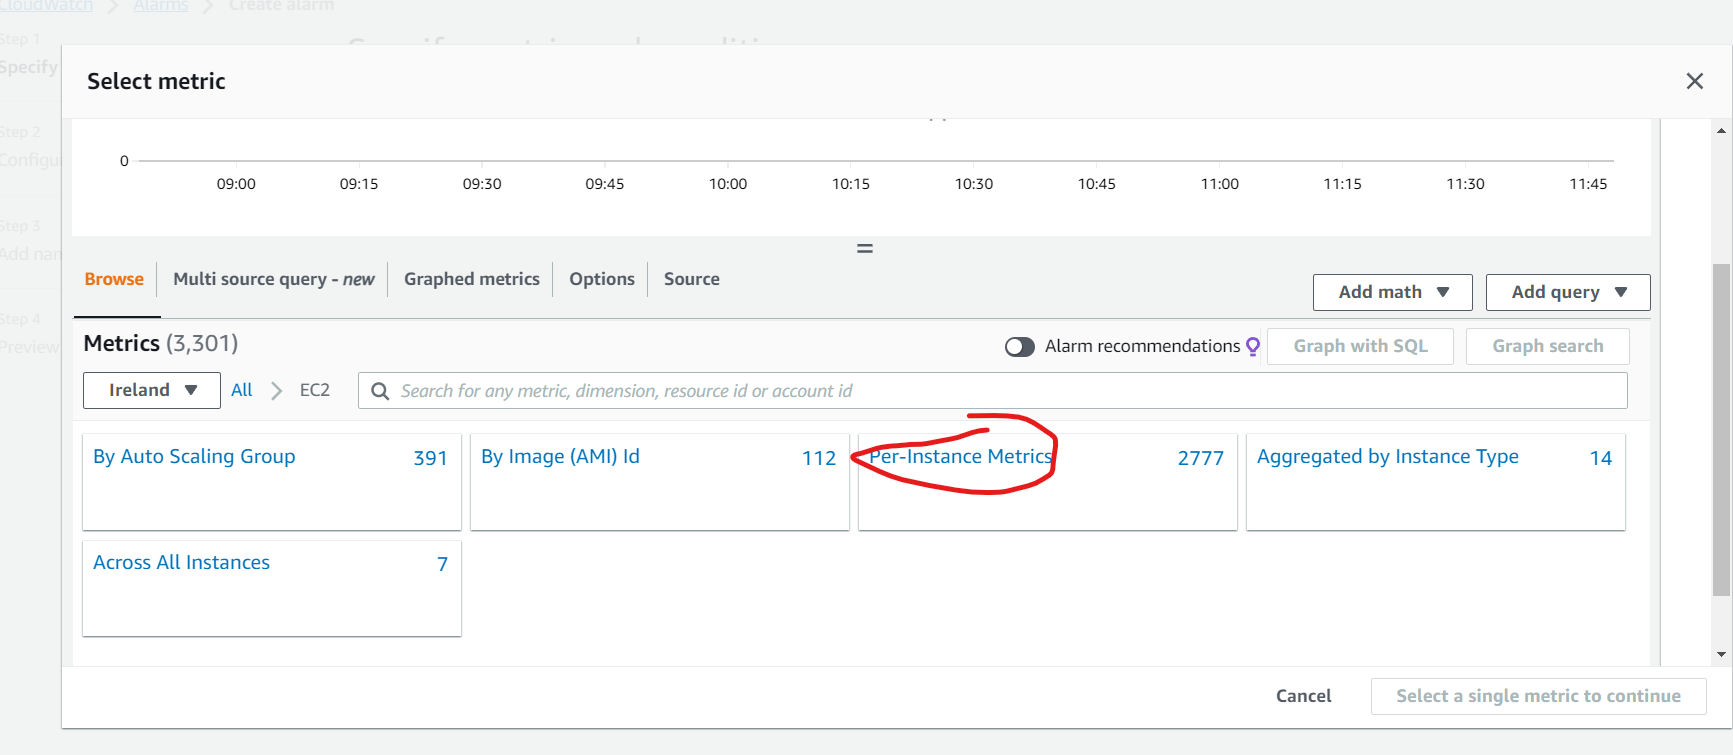 CloudWatch > Alarms > Create alarm
Step 1
Specify
Step 2
Step 3
Step 4
Preview
Select metric
0
09:00 09:15 09:30 09:45 10:00 10:15 10:30 10:45 11:00 11:15 11:30 11:45
Browse Multi source query - new Graphed metrics Options Source
Add math Add query
Metrics (3,301)
Alarm recommendations Graph with SQL Graph search
Ireland All EC2 Search for any metric, dimension, resource id or account id
By Auto Scaling Group 391 By Image (AMI) Id 112 Per-Instance Metrics 2777 Aggregated by Instance Type 14
Across All Instances 7
Cancel Select a single metric to continue